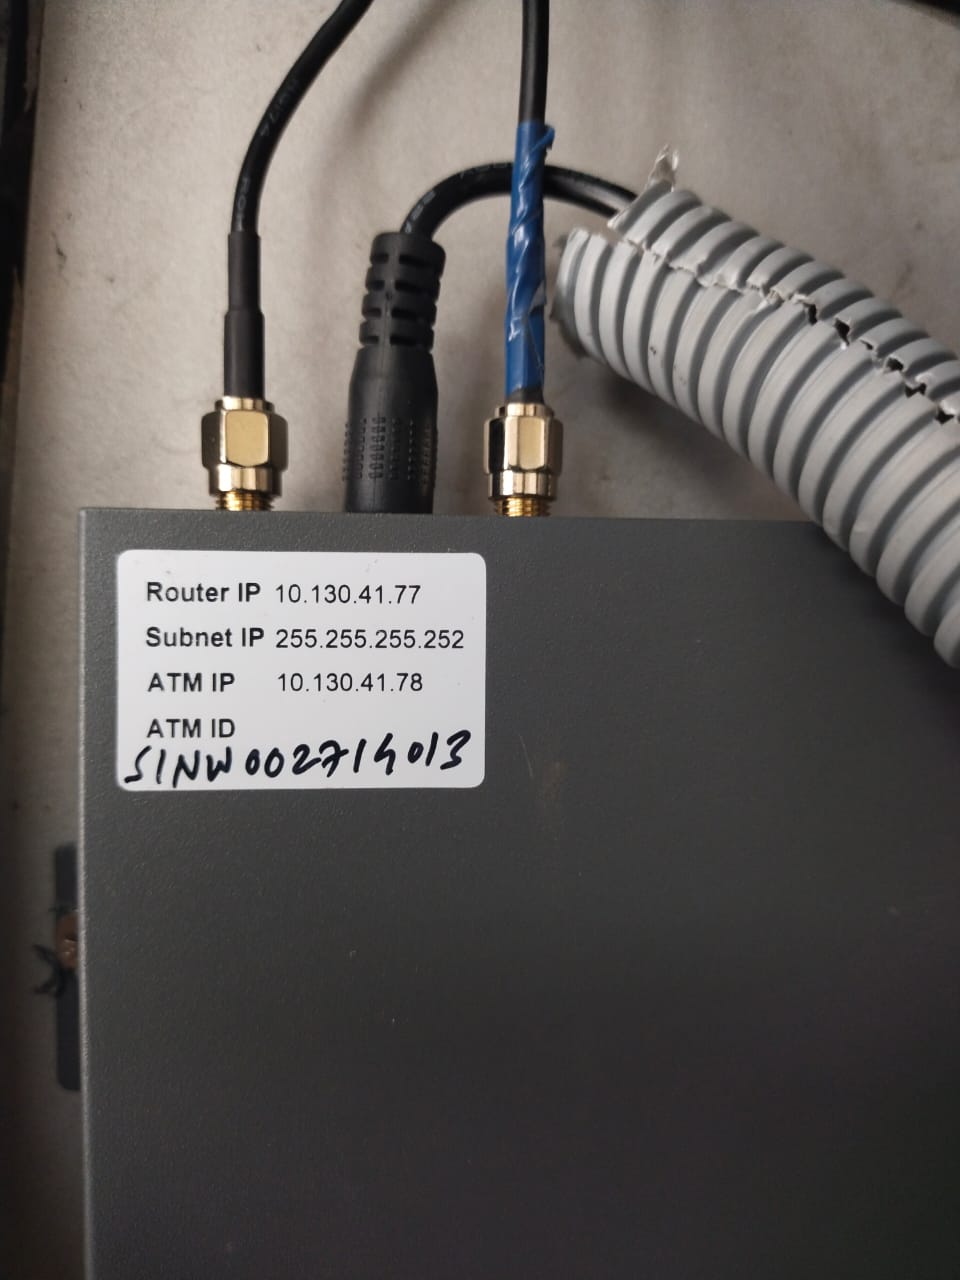 Router IP 10.130.41.77
Subnet IP 255.255.255.252
ATM IP 10.130.41.78
ATM ID
S1NW002714013